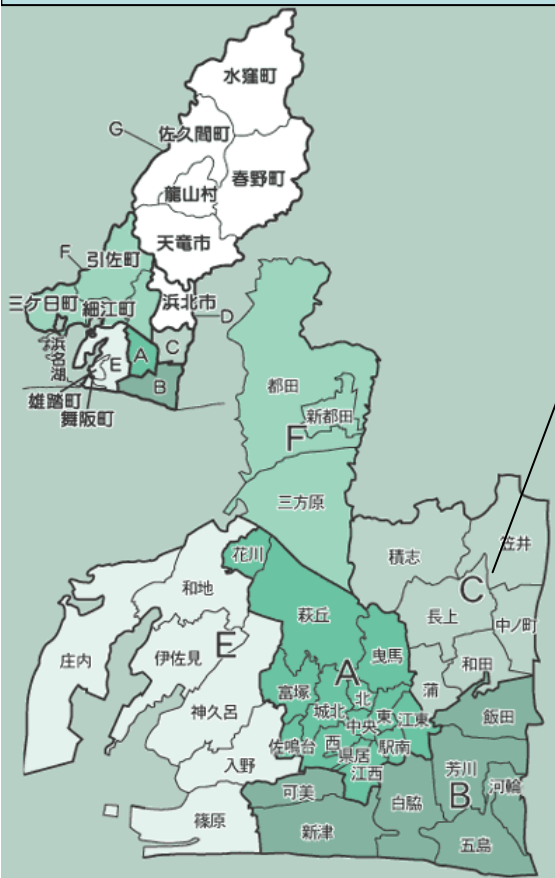 水窪町
G
佐久間町
春野町
龍山村
天竜市
F
引佐町
三ケ日町
細江町
浜北市
D
浜名湖
E
A
C
B
雄踏町
舞阪町
都田
新都田
F
三方原
花川
積志
笠井
和地
C
萩丘
長上
中ノ町
庄内
伊佐見
E
曳馬
和田
A
富塚
北
蒲
神久呂
城北
東
江東
飯田
中央
佐鳴台
西
県居
駅南
入野
江西
芳川
河輪
可美
白脇
B
篠原
新津
五島